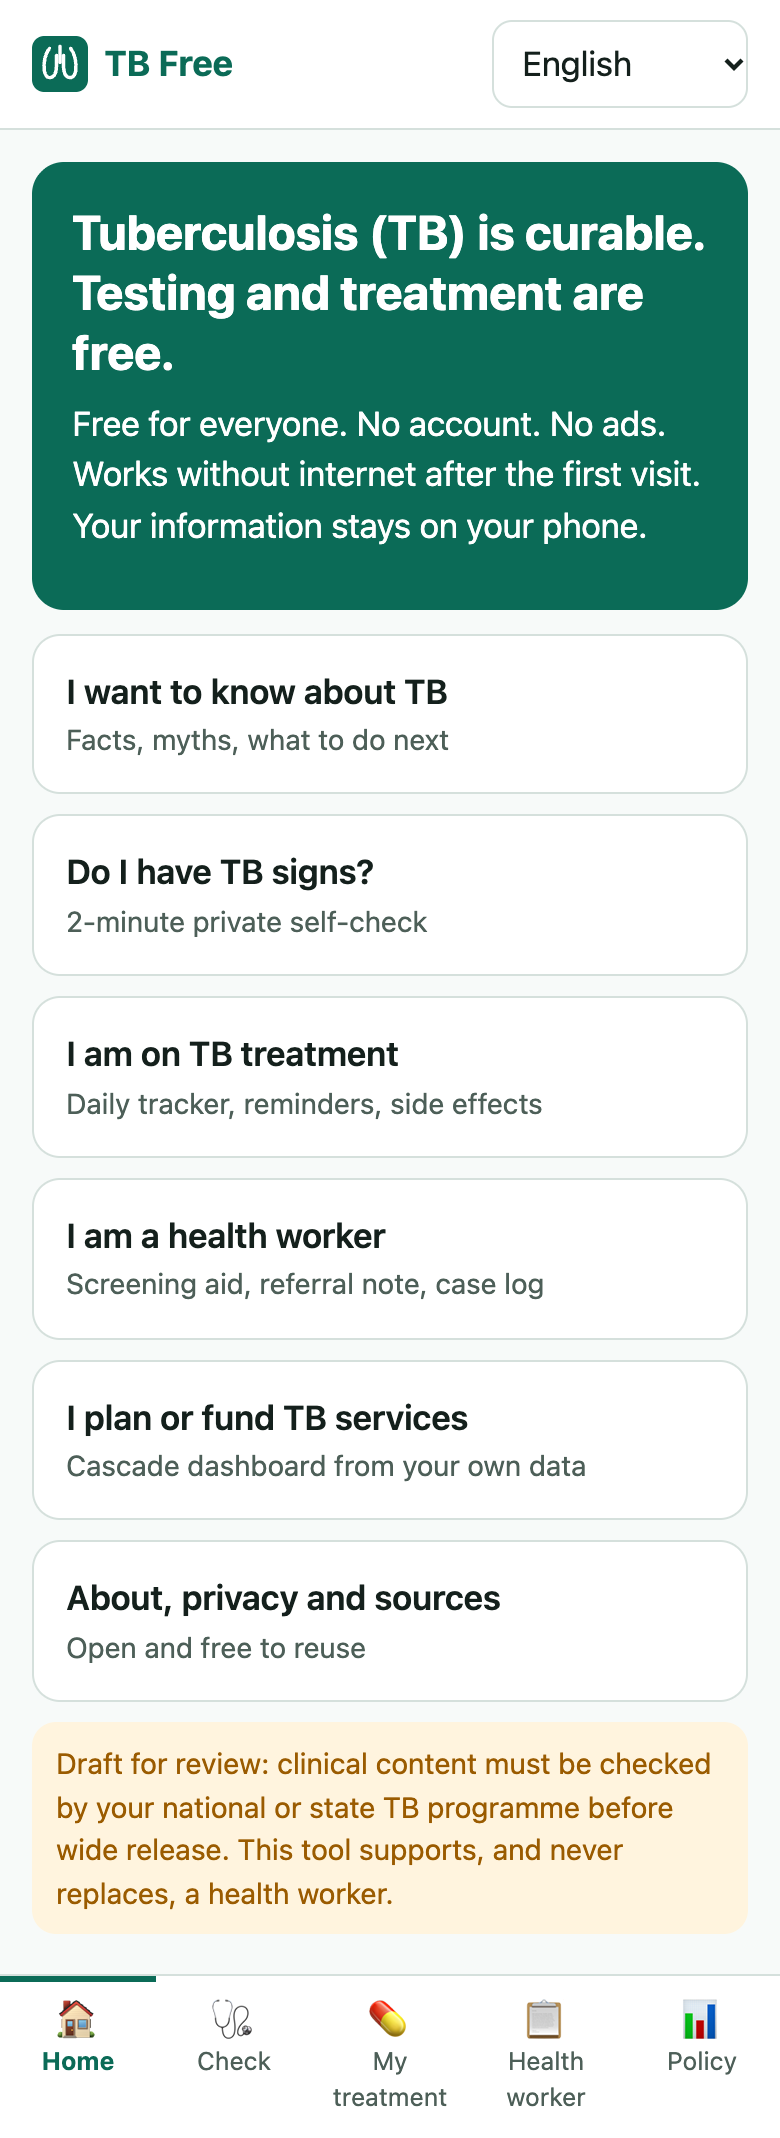 TB Free
English
Tuberculosis (TB) is curable.
Testing and treatment are
free.
Free for everyone. No account. No ads.
Works without internet after the first visit.
Your information stays on your phone.
I want to know about TB
Facts, myths, what to do next
Do I have TB signs?
2-minute private self-check
I am on TB treatment
Daily tracker, reminders, side effects
I am a health worker
Screening aid, referral note, case log
I plan or fund TB services
Cascade dashboard from your own data
About, privacy and sources
Open and free to reuse
Draft for review: clinical content must be checked
by your national or state TB programme before
wide release. This tool supports, and never
replaces, a health worker.
Home
Check
My
treatment
Health
worker
Policy